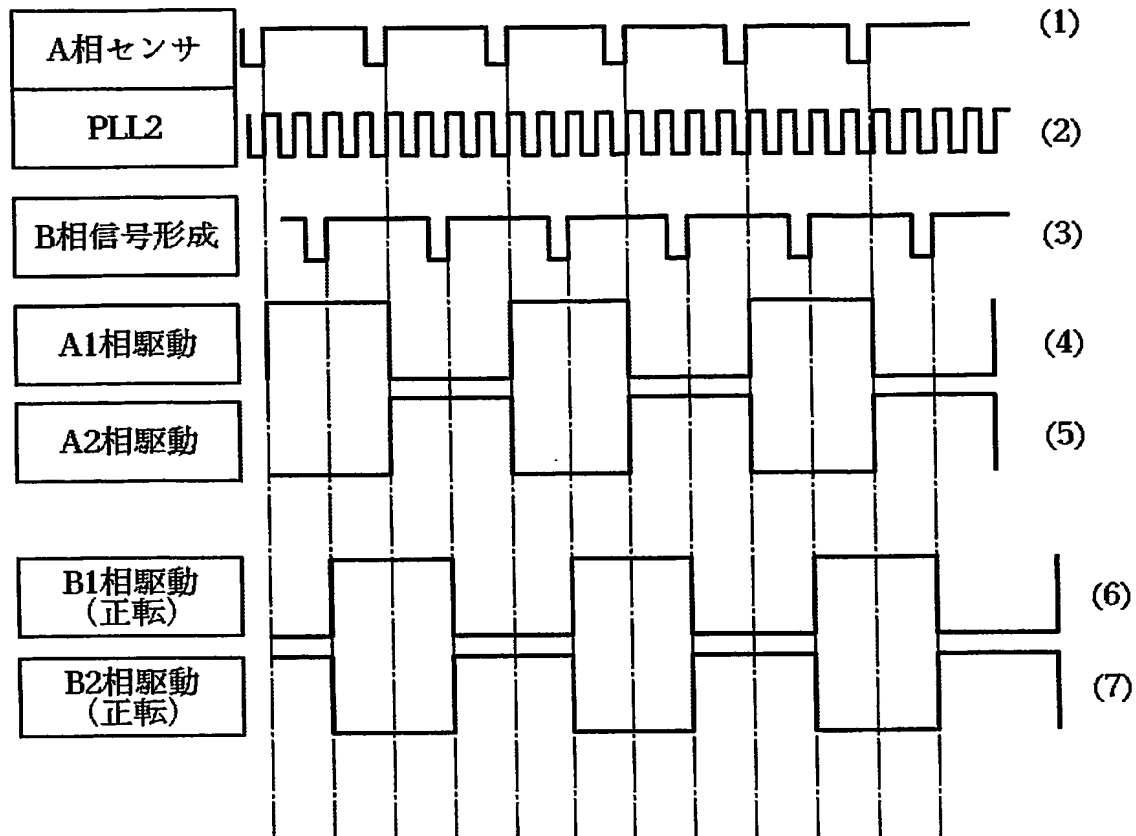 A相センサ
(1)
PLL2
(2)
B相信号形成
(3)
A1相駆動
(4)
A2相駆動
(5)
B1相駆動
(正転)
(6)
B2相駆動
(正転)
(7)